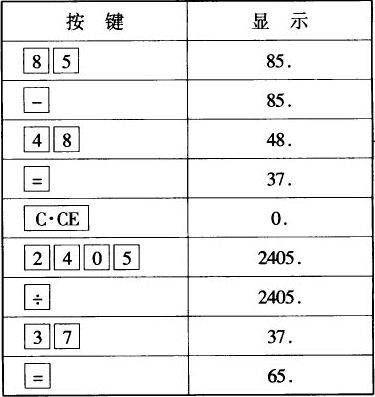 按 键 显 示
8 5 85.
− 85.
4 8 48.
= 37.
C·CE 0.
2 4 0 5 2405.
÷ 2405.
3 7 37.
= 65.